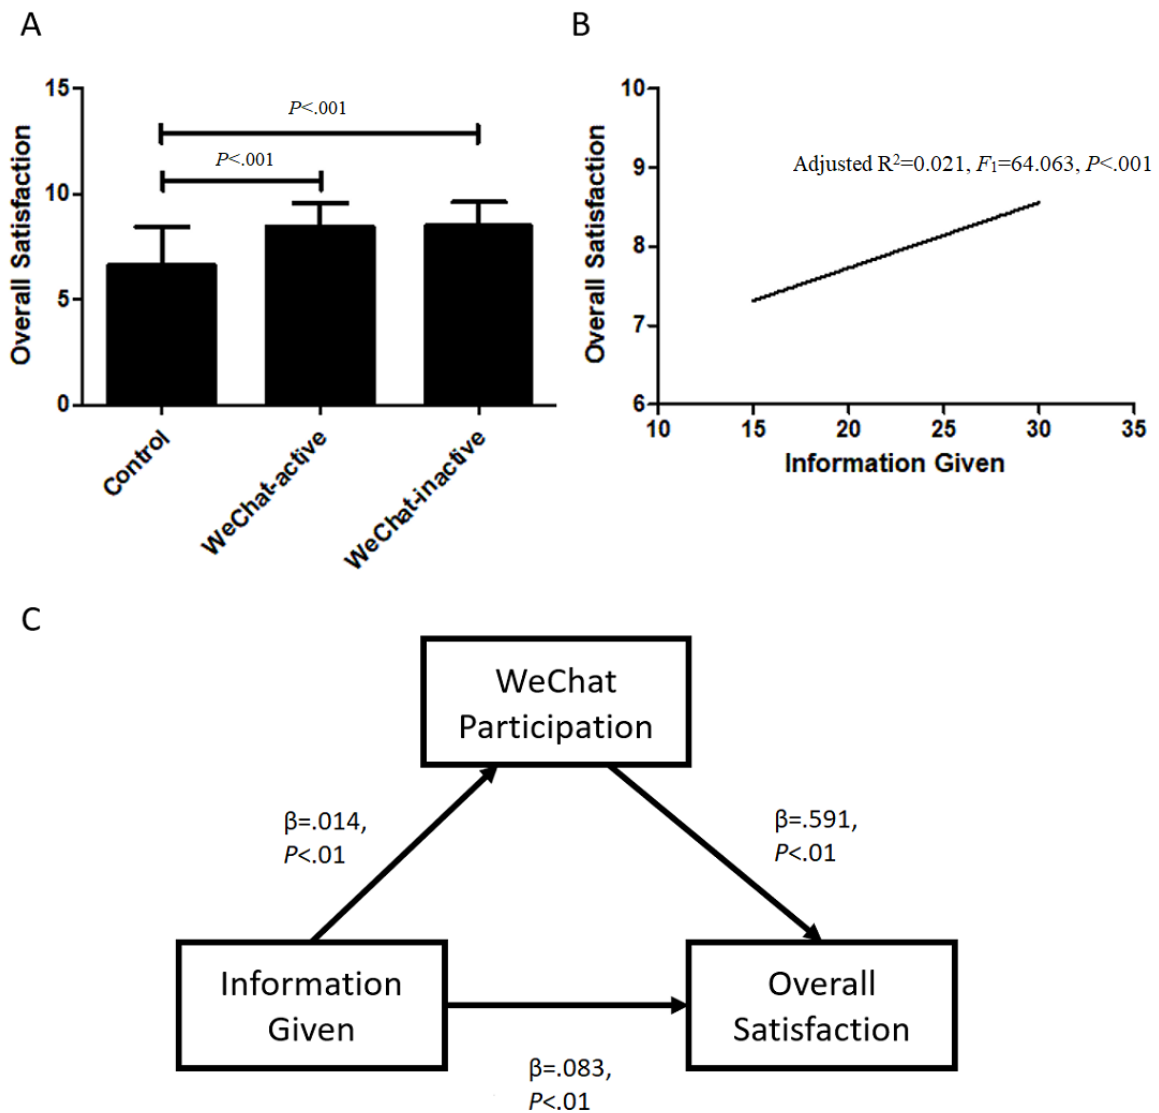 A
15
10
5
0
Overall Satisfaction
P<.001
P<.001
Control
WeChat-active
WeChat-inactive
B
10
9
8
7
6
Overall Satisfaction
Adjusted R²=0.021, F₁=64.063, P<.001
10
15
20
25
30
35
Information Given
C
WeChat
Participation
β=.014,
P<.01
β=.591,
P<.01
Information
Given
Overall
Satisfaction
β=.083,
P<.01